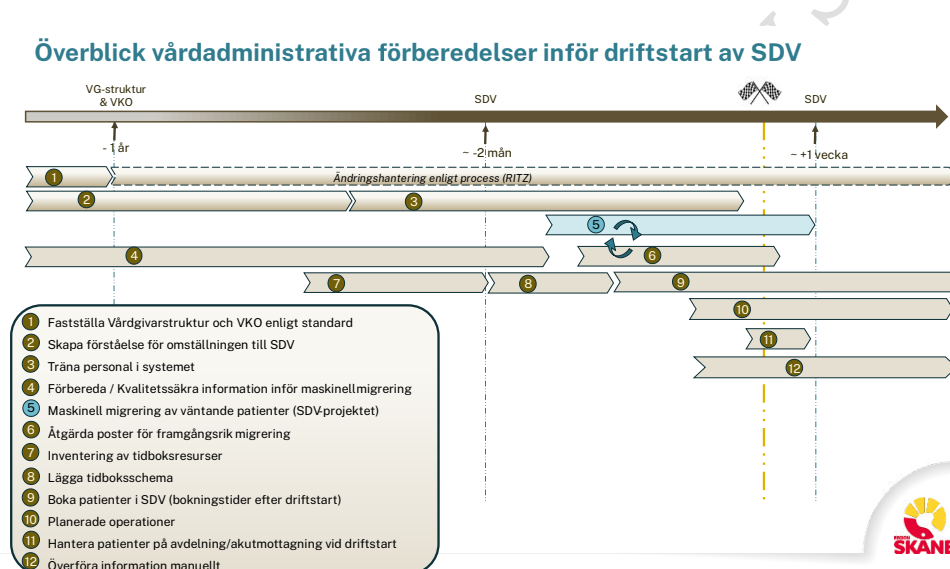 Överblick vårdadministrativa förberedelser inför driftstart av SDV
VG-struktur
& VKO
SDV
SDV
- 1 år
~ -2 mån
~ +1 vecka
1
Ändringshantering enligt process (RITZ)
2
3
5
4
6
7
8
9
10
11
12
1 Fastställa Vårdgivarstruktur och VKO enligt standard
2 Skapa förståelse för omställningen till SDV
3 Träna personal i systemet
4 Förbereda / Kvalitetssäkra information inför maskinellmigrering
5 Maskinell migrering av väntande patienter (SDV-projektet)
6 Åtgärda poster för framgångsrik migrering
7 Inventering av tidboksresurser
8 Lägga tidboksschema
9 Boka patienter i SDV (bokningstider efter driftstart)
10 Planerade operationer
11 Hantera patienter på avdelning/akutmottagning vid driftstart
12 Överföra information manuellt
REGION
SKÅNE